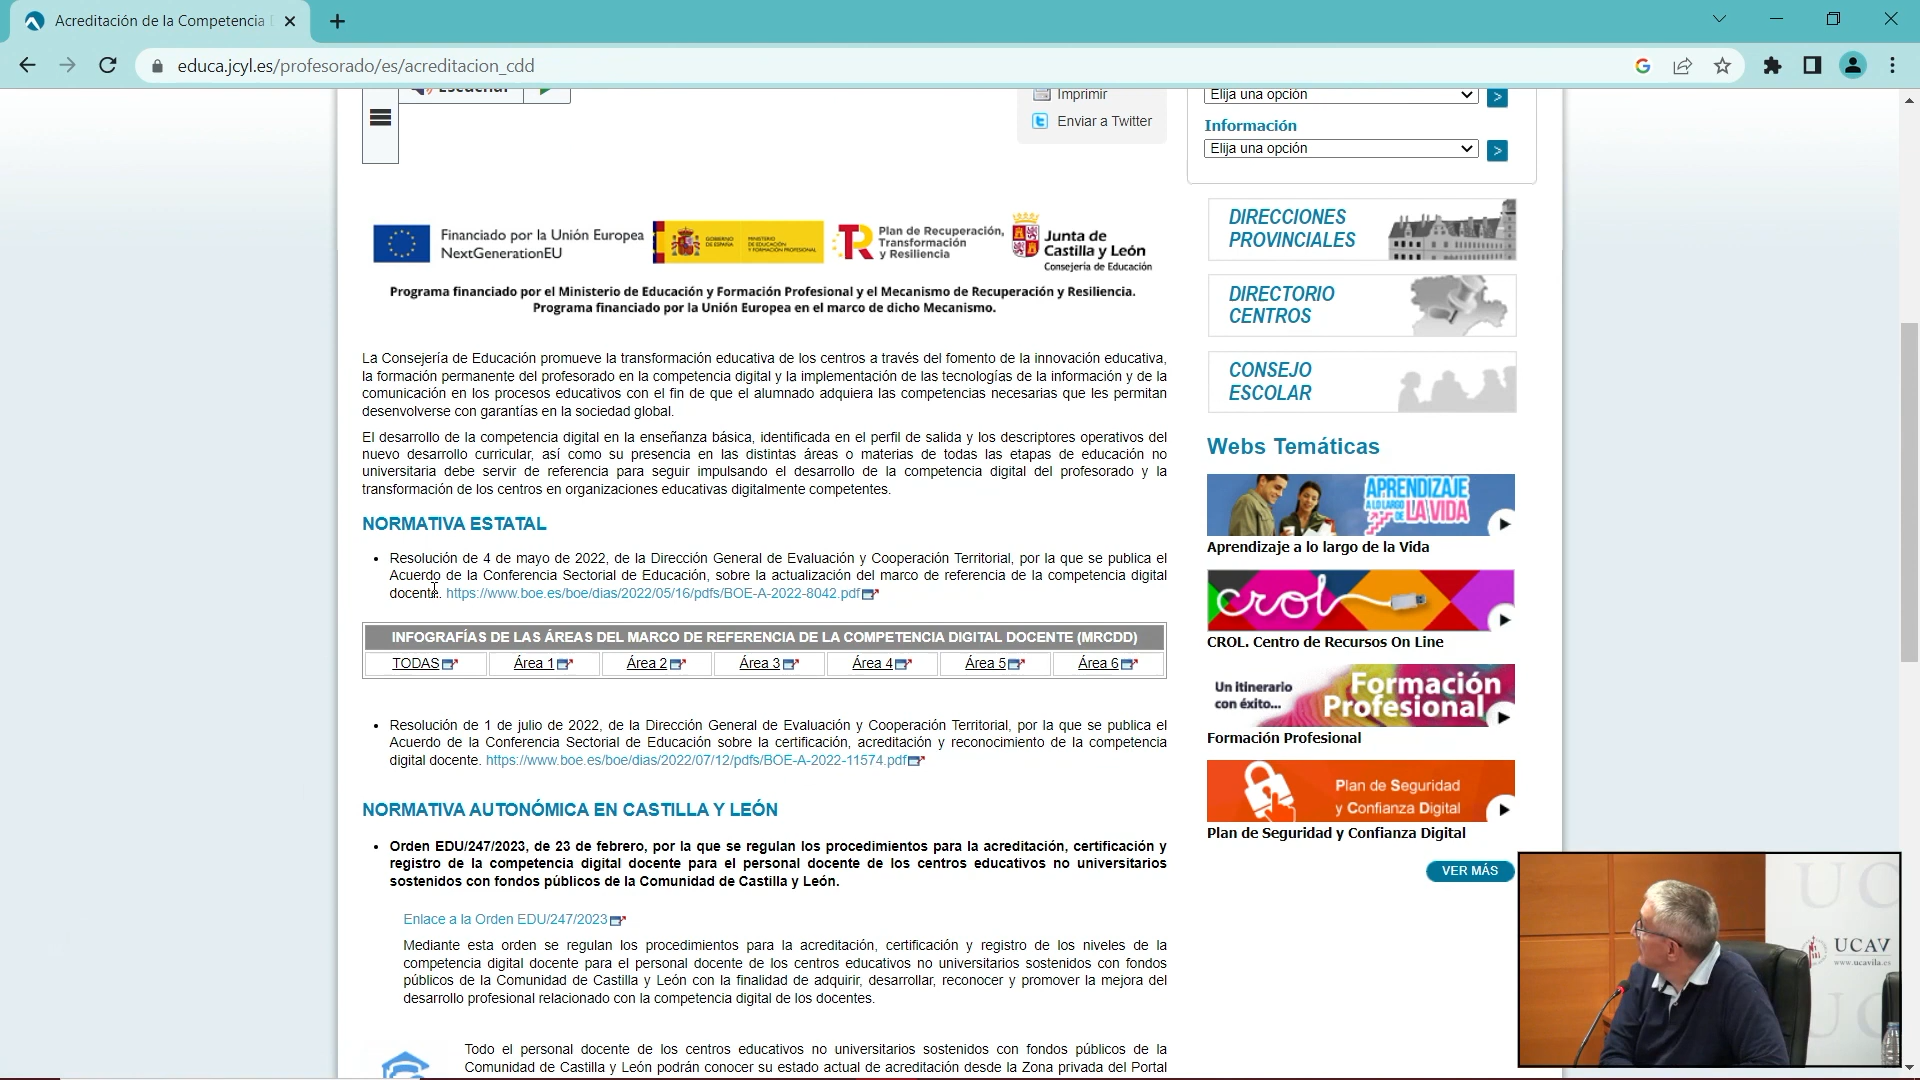 Acreditación de la Competencia
educa.jcyl.es/profesorado/es/acreditacion_cdd
Escuchar
Imprimir
Enviar a Twitter
Elija una opción
>
Información
Elija una opción
>
Financiado por la Unión Europea
NextGenerationEU
GOBIERNO
DE ESPAÑA
MINISTERIO
DE EDUCACIÓN
Y FORMACIÓN PROFESIONAL
Plan de Recuperación,
Transformación
y Resiliencia
Junta de
Castilla y León
Consejería de Educación
Programa financiado por el Ministerio de Educación y Formación Profesional y el Mecanismo de Recuperación y Resiliencia.
Programa financiado por la Unión Europea en el marco de dicho Mecanismo.
La Consejería de Educación promueve la transformación educativa de los centros a través del fomento de la innovación educativa,
la formación permanente del profesorado en la competencia digital y la implementación de las tecnologías de la información y de la
comunicación en los procesos educativos con el fin de que el alumnado adquiera las competencias necesarias que les permitan
desenvolverse con garantías en la sociedad global.
El desarrollo de la competencia digital en la enseñanza básica, identificada en el perfil de salida y los descriptores operativos del
nuevo desarrollo curricular, así como su presencia en las distintas áreas o materias de todas las etapas de educación no
universitaria debe servir de referencia para seguir impulsando el desarrollo de la competencia digital del profesorado y la
transformación de los centros en organizaciones educativas digitalmente competentes.
NORMATIVA ESTATAL
• Resolución de 4 de mayo de 2022, de la Dirección General de Evaluación y Cooperación Territorial, por la que se publica el
Acuerdo de la Conferencia Sectorial de Educación, sobre la actualización del marco de referencia de la competencia digital
docente. https://www.boe.es/boe/dias/2022/05/16/pdfs/BOE-A-2022-8042.pdf
INFOGRAFÍAS DE LAS ÁREAS DEL MARCO DE REFERENCIA DE LA COMPETENCIA DIGITAL DOCENTE (MRCDD)
TODAS Área 1 Área 2 Área 3 Área 4 Área 5 Área 6
• Resolución de 1 de julio de 2022, de la Dirección General de Evaluación y Cooperación Territorial, por la que se publica el
Acuerdo de la Conferencia Sectorial de Educación sobre la certificación, acreditación y reconocimiento de la competencia
digital docente. https://www.boe.es/boe/dias/2022/07/12/pdfs/BOE-A-2022-11574.pdf
NORMATIVA AUTONÓMICA EN CASTILLA Y LEÓN
• Orden EDU/247/2023, de 23 de febrero, por la que se regulan los procedimientos para la acreditación, certificación y
registro de la competencia digital docente para el personal docente de los centros educativos no universitarios
sostenidos con fondos públicos de la Comunidad de Castilla y León.
Enlace a la Orden EDU/247/2023
Mediante esta orden se regulan los procedimientos para la acreditación, certificación y registro de los niveles de la
competencia digital docente para el personal docente de los centros educativos no universitarios sostenidos con fondos
públicos de la Comunidad de Castilla y León con la finalidad de adquirir, desarrollar, reconocer y promover la mejora del
desarrollo profesional relacionado con la competencia digital de los docentes.
Todo el personal docente de los centros educativos no universitarios sostenidos con fondos públicos de la
Comunidad de Castilla y León podrán conocer su estado actual de acreditación desde la Zona privada del Portal
DIRECCIONES
PROVINCIALES
DIRECTORIO
CENTROS
CONSEJO
ESCOLAR
Webs Temáticas
APRENDIZAJE
A LO LARGO DE
LA VIDA
Aprendizaje a lo largo de la Vida
crol
CROL. Centro de Recursos On Line
Un itinerario
con éxito...
Formación
Profesional
Formación Profesional
Plan de Seguridad
y Confianza Digital
Plan de Seguridad y Confianza Digital
VER MÁS
UC
UCAV
www.ucavila.es
UC